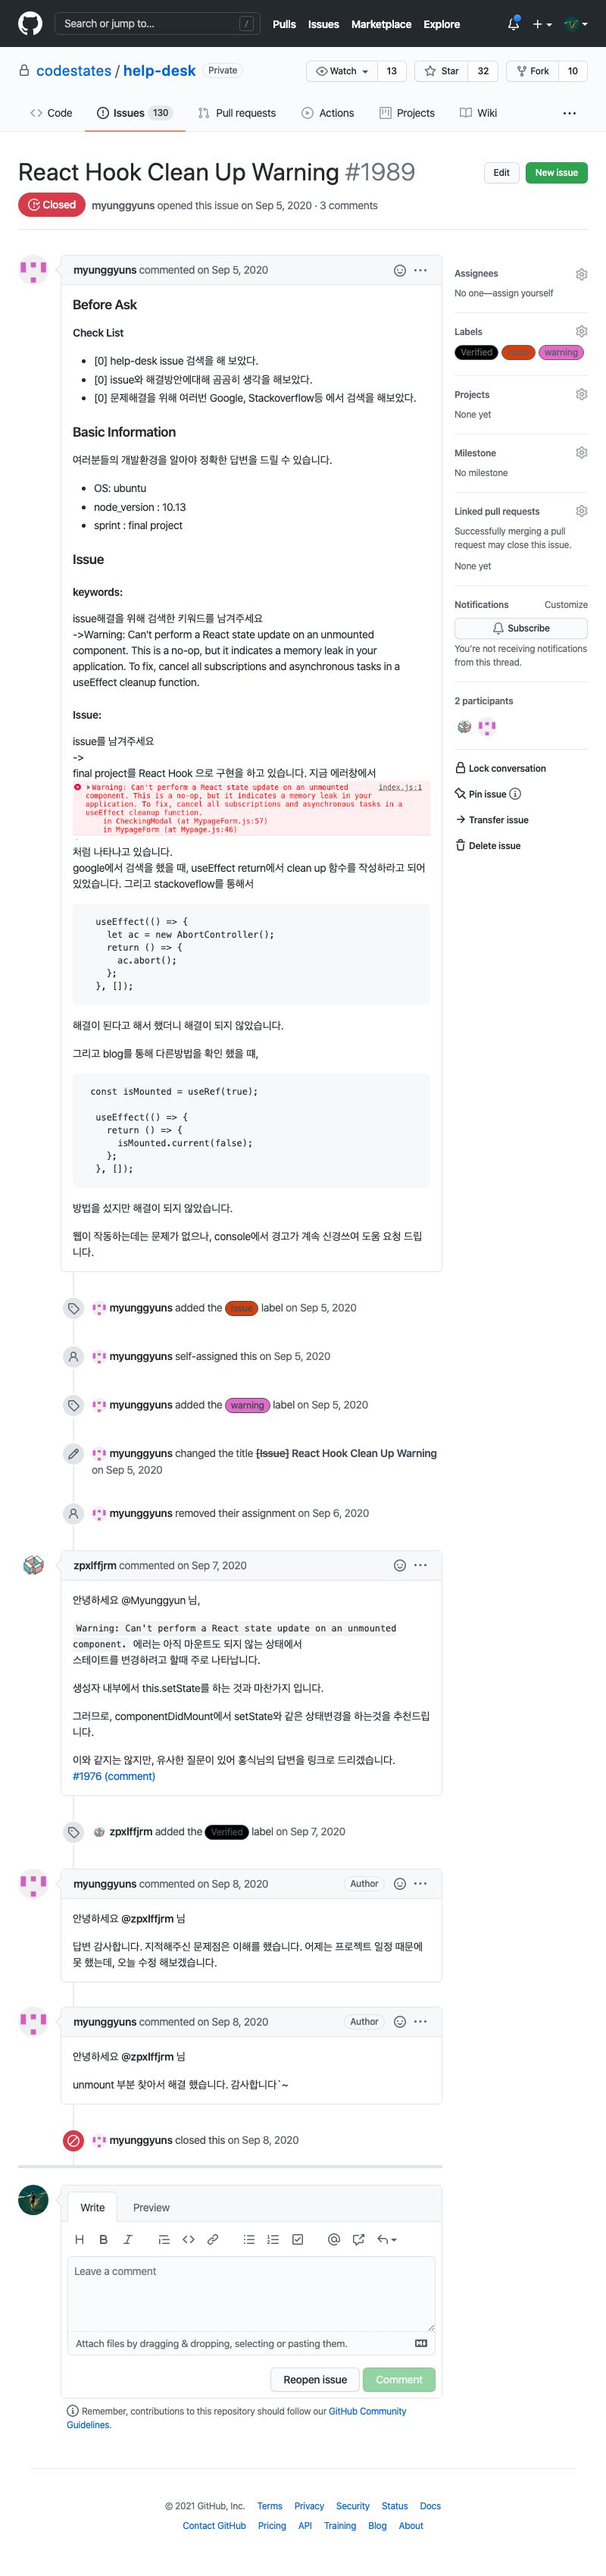 Search or jump to... /
Pulls Issues Marketplace Explore
codestates / help-desk Private
Watch 13 Star 32 Fork 10
Code Issues 130 Pull requests Actions Projects Wiki
React Hook Clean Up Warning #1989
Edit New issue
Closed myunggyuns opened this issue on Sep 5, 2020 · 3 comments
myunggyuns commented on Sep 5, 2020
Before Ask
Check List
• [0] help-desk issue 검색을 해 보았다.
• [0] issue와 해결방안에대해 곰곰히 생각을 해보았다.
• [0] 문제해결을 위해 여러번 Google, Stackoverflow등 에서 검색을 해보았다.
Basic Information
여러분들의 개발환경을 알아야 정확한 답변을 드릴 수 있습니다.
• OS: ubuntu
• node_version : 10.13
• sprint : final project
Issue
keywords:
issue해결을 위해 검색한 키워드를 남겨주세요
->Warning: Can't perform a React state update on an unmounted
component. This is a no-op, but it indicates a memory leak in your
application. To fix, cancel all subscriptions and asynchronous tasks in a
useEffect cleanup function.
Issue:
issue를 남겨주세요
->
final project를 React Hook 으로 구현을 하고 있습니다. 지금 에러창에서
Warning: Can't perform a React state update on an unmounted index.js:1
component. This is a no-op, but it indicates a memory leak in your
application. To fix, cancel all subscriptions and asynchronous tasks in a
useEffect cleanup function.
in CheckingModal (at MypageForm.js:57)
in MypageForm (at Mypage.js:46)
처럼 나타나고 있습니다.
google에서 검색을 했을 때, useEffect return에서 clean up 함수를 작성하라고 되어
있었습니다. 그리고 stackoveflow를 통해서
useEffect(() => {
let ac = new AbortController();
return () => {
ac.abort();
};
}, []);
해결이 된다고 해서 했더니 해결이 되지 않았습니다.
그리고 blog를 통해 다른방법을 확인 했을 떄,
const isMounted = useRef(true);
useEffect(() => {
return () => {
isMounted.current(false);
};
}, []);
방법을 섰지만 해결이 되지 않았습니다.
웹이 작동하는데는 문제가 없으나, console에서 경고가 계속 신경쓰여 도움 요청 드립
니다.
myunggyuns added the issue label on Sep 5, 2020
myunggyuns self-assigned this on Sep 5, 2020
myunggyuns added the warning label on Sep 5, 2020
myunggyuns changed the title [Issue] React Hook Clean Up Warning
on Sep 5, 2020
myunggyuns removed their assignment on Sep 6, 2020
zpxlffjrm commented on Sep 7, 2020
안녕하세요 @Myunggyun 님,
Warning: Can't perform a React state update on an unmounted
component. 에러는 아직 마운트도 되지 않는 상태에서
스테이트를 변경하려고 할때 주로 나타납니다.
생성자 내부에서 this.setState를 하는 것과 마찬가지 입니다.
그러므로, componentDidMount에서 setState와 같은 상태변경을 하는것을 추천드립
니다.
이와 같지는 않지만, 유사한 질문이 있어 홍식님의 답변을 링크로 드리겠습니다.
#1976 (comment)
zpxlffjrm added the Verified label on Sep 7, 2020
myunggyuns commented on Sep 8, 2020 Author
안녕하세요 @zpxlffjrm 님
답변 감사합니다. 지적해주신 문제점은 이해를 했습니다. 어제는 프로젝트 일정 때문에
못 했는데, 오늘 수정 해보겠습니다.
myunggyuns commented on Sep 8, 2020 Author
안녕하세요 @zpxlffjrm 님
unmount 부분 찾아서 해결 했습니다. 감사합니다`~
myunggyuns closed this on Sep 8, 2020
Write Preview
Leave a comment
Attach files by dragging & dropping, selecting or pasting them.
Reopen issue Comment
Remember, contributions to this repository should follow our GitHub Community
Guidelines.
Assignees
No one—assign yourself
Labels
Verified issue warning
Projects
None yet
Milestone
No milestone
Linked pull requests
Successfully merging a pull
request may close this issue.
None yet
Notifications Customize
Subscribe
You're not receiving notifications
from this thread.
2 participants
Lock conversation
Pin issue
Transfer issue
Delete issue
© 2021 GitHub, Inc. Terms Privacy Security Status Docs
Contact GitHub Pricing API Training Blog About